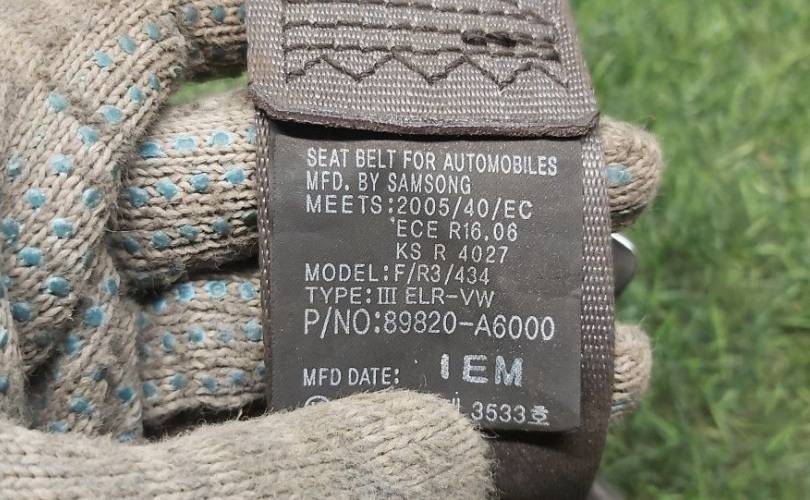 SEAT BELT FOR AUTOMOBILES
MFD. BY SAMSONG
MEETS:2005/40/EC
ECE R16.06
KS R 4027
MODEL:F/R3/434
TYPE:Ⅲ ELR-VW
P/NO:89820-A6000
MFD DATE: 1EM
3533호